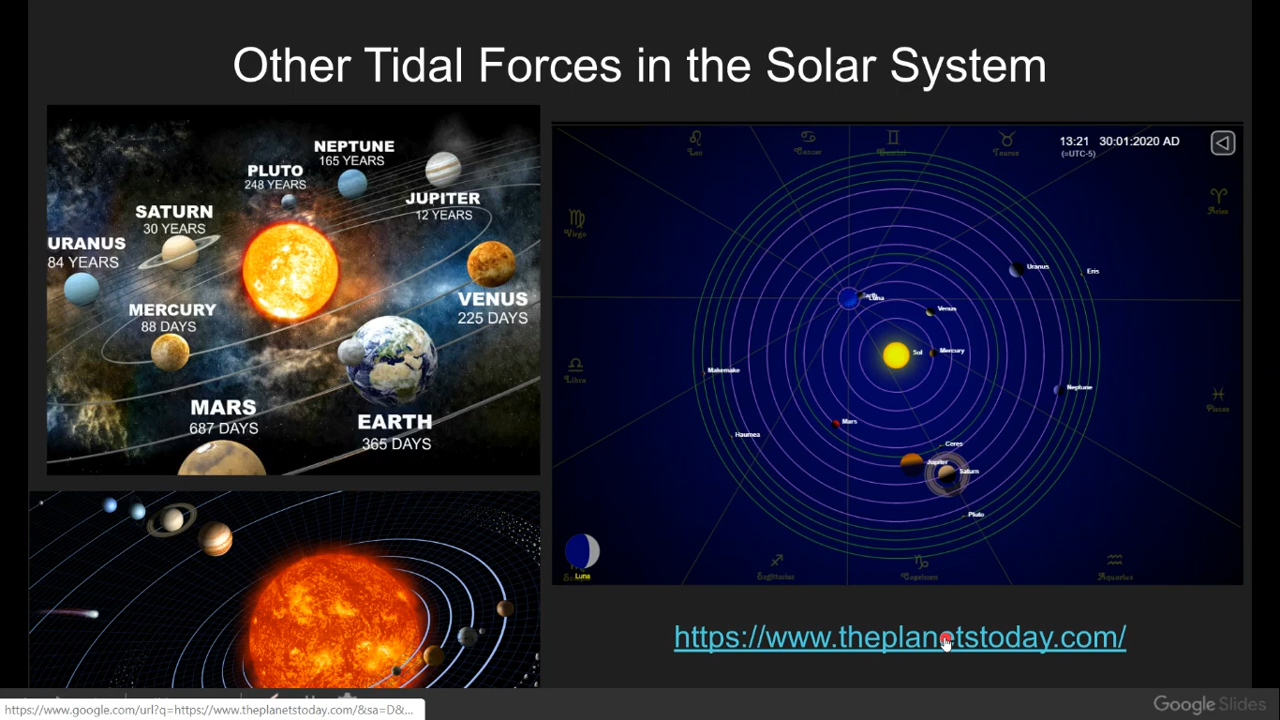 Other Tidal Forces in the Solar System
NEPTUNE
165 YEARS
PLUTO
248 YEARS
JUPITER
12 YEARS
SATURN
30 YEARS
URANUS
84 YEARS
VENUS
225 DAYS
MERCURY
88 DAYS
MARS
687 DAYS
EARTH
365 DAYS
13:21 30:01:2020 AD
(=UTC-5)
Leo
Cancer
Gemini
Taurus
Aries
Virgo
Uranus
Eris
Earth
Luna
Venus
Sol
Mercury
Libra
Makemake
Neptune
Pisces
Mars
Haumea
Ceres
Jupiter
Saturn
Pluto
Luna
Sagittarius
Capricorn
Aquarius
https://www.theplanetstoday.com/
https://www.google.com/url?q=https://www.theplanetstoday.com/&sa=D&...
Google Slides